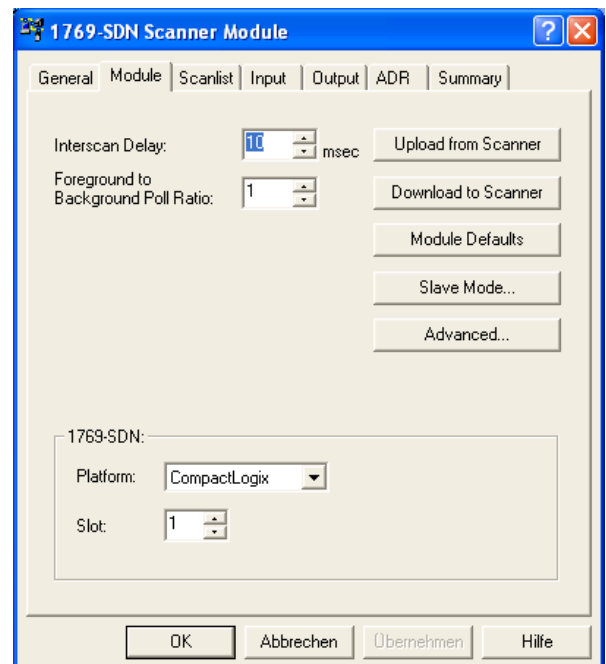 1769-SDN Scanner Module
General Module Scanlist Input Output ADR Summary
Interscan Delay: 10 msec Upload from Scanner
Foreground to
Background Poll Ratio: 1 Download to Scanner
Module Defaults
Slave Mode...
Advanced...
1769-SDN:
Platform: CompactLogix
Slot: 1
OK Abbrechen Übernehmen Hilfe